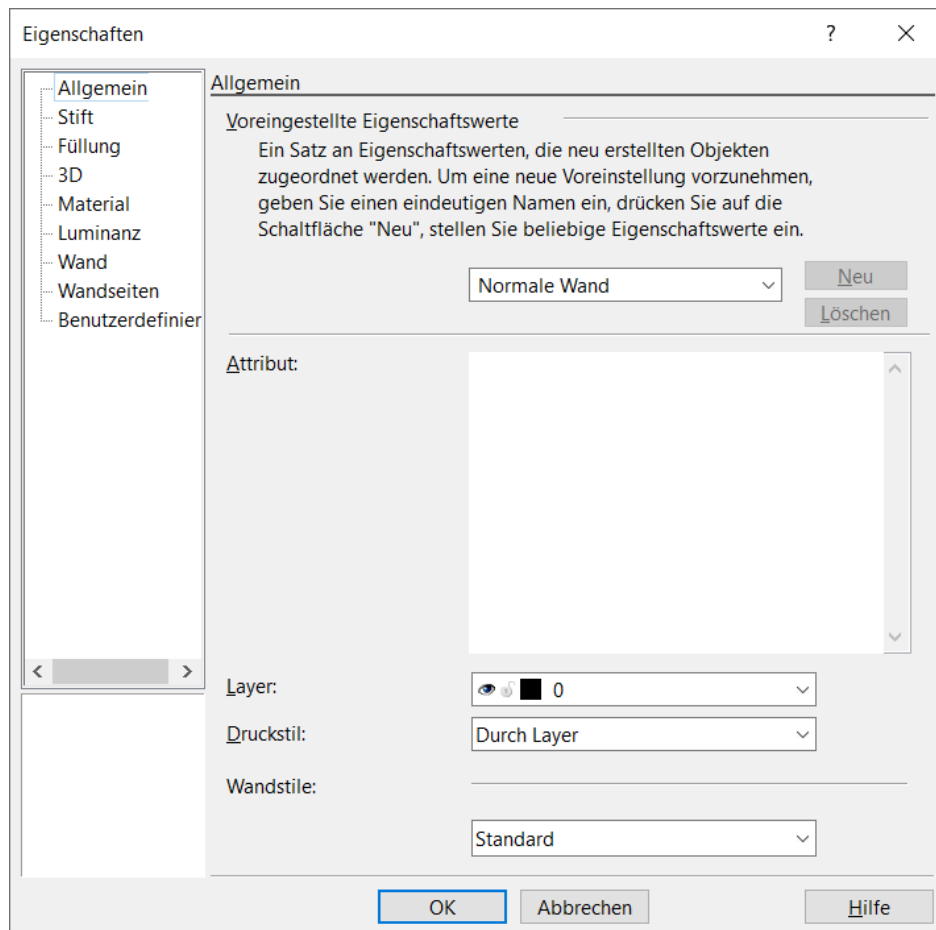 Eigenschaften
?
Allgemein
Stift
Füllung
3D
Material
Luminanz
Wand
Wandseiten
Benutzerdefinier
Allgemein
Voreingestellte Eigenschaftswerte
Ein Satz an Eigenschaftswerten, die neu erstellten Objekten
zugeordnet werden. Um eine neue Voreinstellung vorzunehmen,
geben Sie einen eindeutigen Namen ein, drücken Sie auf die
Schaltfläche "Neu", stellen Sie beliebige Eigenschaftswerte ein.
Normale Wand
Neu
Löschen
Attribut:
Layer:
0
Druckstil:
Durch Layer
Wandstile:
Standard
OK
Abbrechen
Hilfe